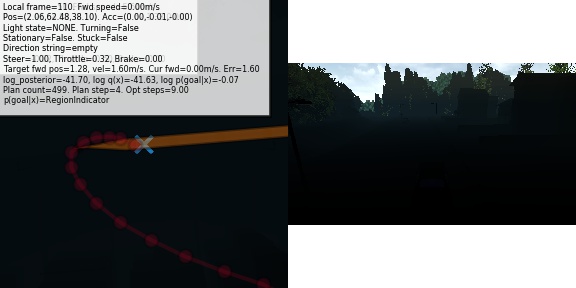 Local frame=110. Fwd speed=0.00m/s
Pos=(2.06,62.48,38.10). Acc=(0.00,-0.01,-0.00)
Light state=NONE. Turning=False
Stationary=False. Stuck=False
Direction string=empty
Steer=1.00, Throttle=0.32, Brake=0.00
Target fwd pos=1.28, vel=1.60m/s. Cur fwd=0.00m/s. Err=1.60
log_posterior=-41.70, log q(x)=-41.63, log p(goal|x)=-0.07
Plan count=499. Plan step=4. Opt steps=9.00
p(goal|x)=RegionIndicator